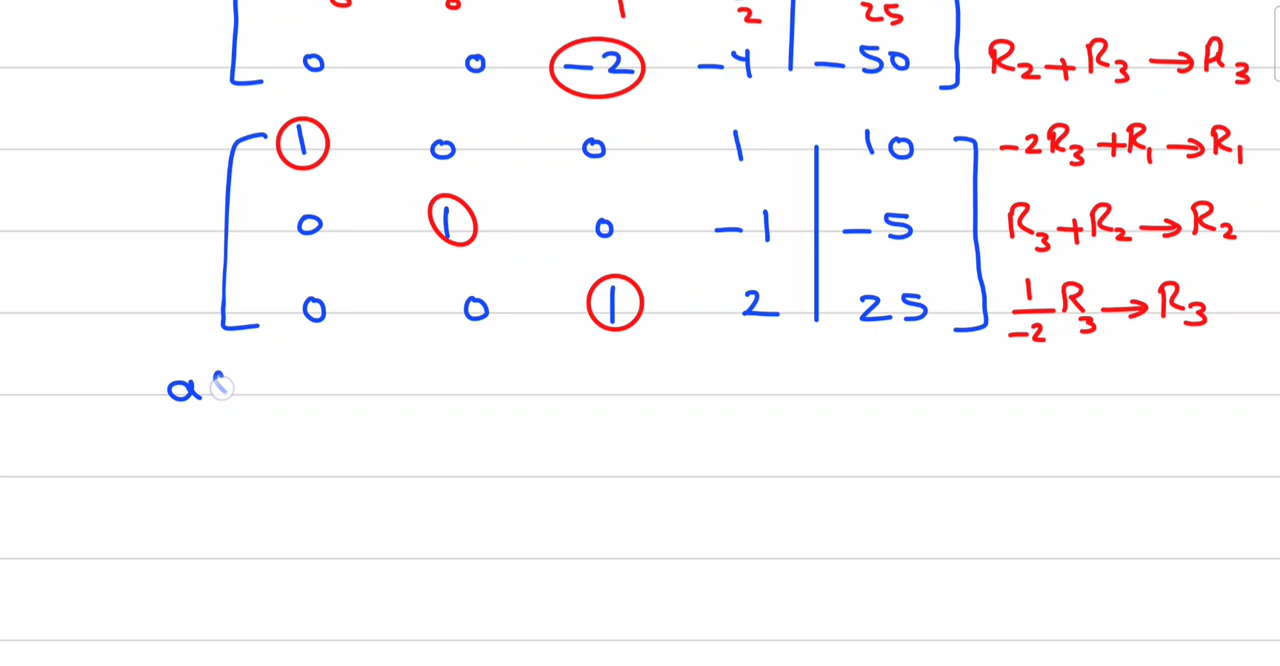 2 | 25
0 0 -2 -4 | -50 R₂ + R₃ → R₃
1 0 0 1 | 10 -2R₃ + R₁ → R₁
0 1 0 -1 | -5 R₃ + R₂ → R₂
0 0 1 2 | 25 1/-2 R₃ → R₃
a